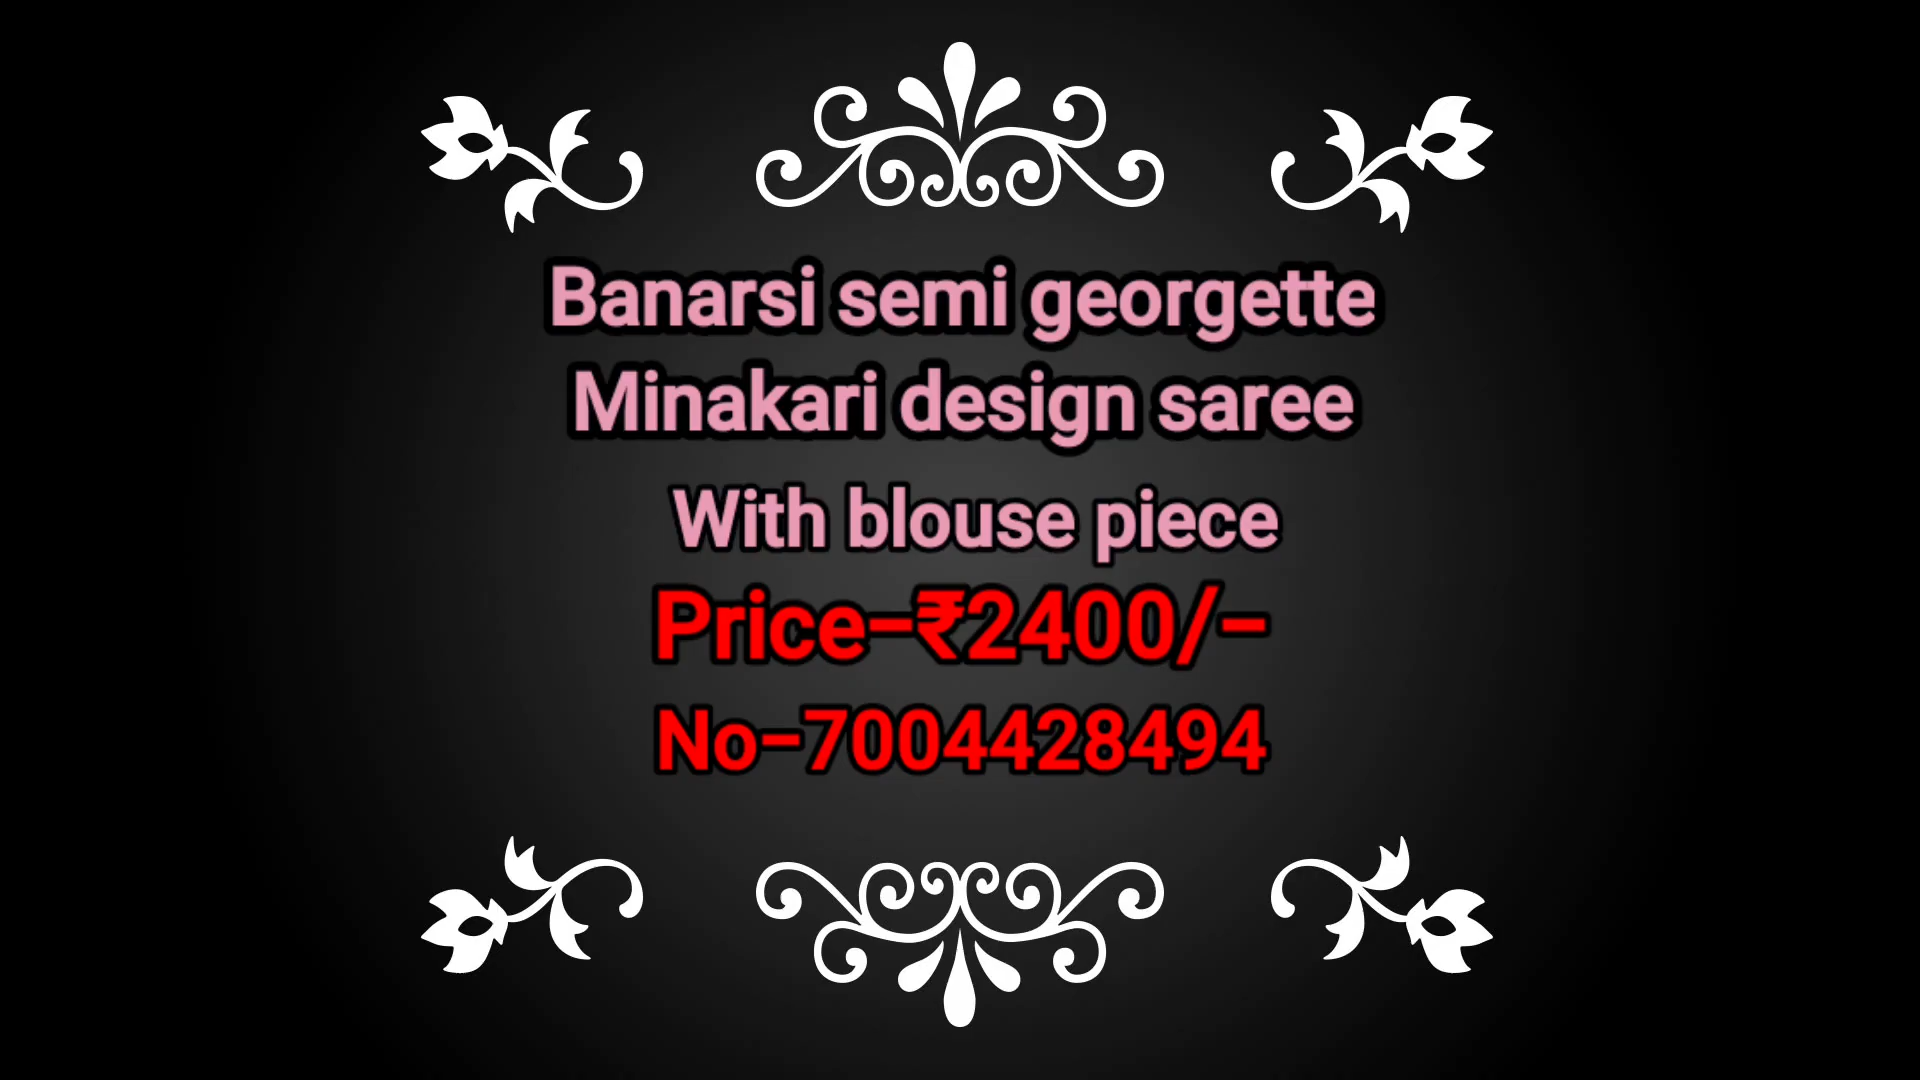 Banarsi semi georgette
Minakari design saree
With blouse piece
Price-₹2400/-
No-7004428494